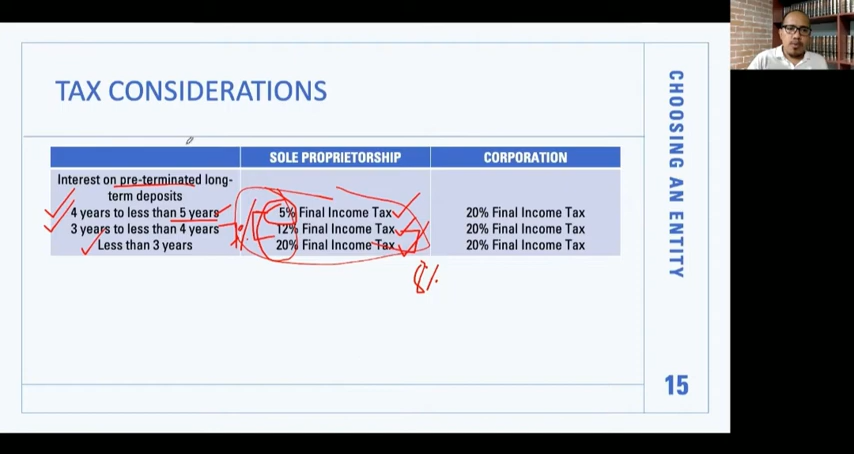 TAX CONSIDERATIONS
SOLE PROPRIETORSHIP
CORPORATION
Interest on pre-terminated long-
term deposits
4 years to less than 5 years
5% Final Income Tax
20% Final Income Tax
3 years to less than 4 years
12% Final Income Tax
20% Final Income Tax
Less than 3 years
20% Final Income Tax
20% Final Income Tax
8%
CHOOSING AN ENTITY
15